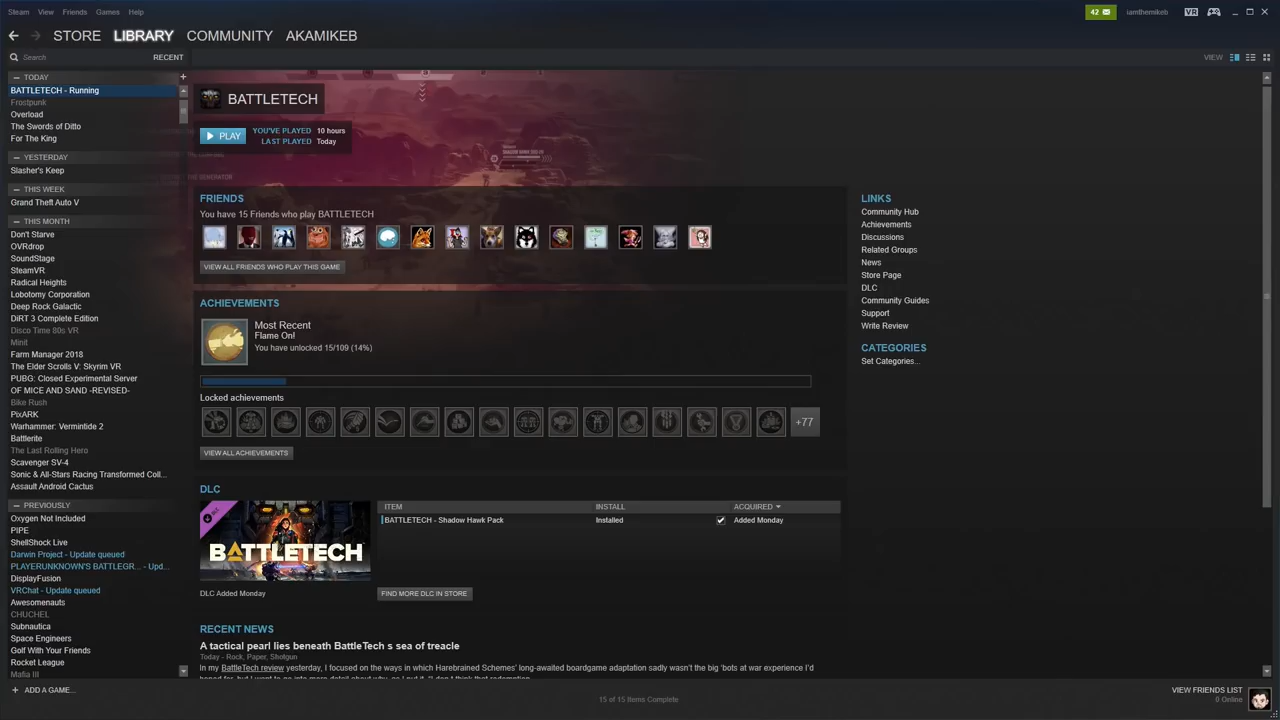 Steam View Friends Games Help
42
iamthemikeb
VR
STORE LIBRARY COMMUNITY AKAMIKEB
Search
RECENT
VIEW
TODAY
BATTLETECH - Running
Frostpunk
Overload
The Swords of Ditto
For The King
YESTERDAY
Slasher's Keep
THIS WEEK
Grand Theft Auto V
THIS MONTH
Don't Starve
OVRdrop
SoundStage
SteamVR
Radical Heights
Lobotomy Corporation
Deep Rock Galactic
DiRT 3 Complete Edition
Disco Time 80s VR
Minit
Farm Manager 2018
The Elder Scrolls V: Skyrim VR
PUBG: Closed Experimental Server
OF MICE AND SAND -REVISED-
Bike Rush
PixARK
Warhammer: Vermintide 2
Battlerite
The Last Rolling Hero
Scavenger SV-4
Sonic & All-Stars Racing Transformed Coll...
Assault Android Cactus
PREVIOUSLY
Oxygen Not Included
PIPE
ShellShock Live
Darwin Project - Update queued
PLAYERUNKNOWN'S BATTLEGR... - Upd...
DisplayFusion
VRChat - Update queued
Awesomenauts
CHUCHEL
Subnautica
Space Engineers
Golf With Your Friends
Rocket League
Mafia III
ADD A GAME...
BATTLETECH
PLAY
YOU'VE PLAYED 10 hours
LAST PLAYED Today
FRIENDS
You have 15 Friends who play BATTLETECH
VIEW ALL FRIENDS WHO PLAY THIS GAME
ACHIEVEMENTS
Most Recent
Flame On!
You have unlocked 15/109 (14%)
Locked achievements
+77
VIEW ALL ACHIEVEMENTS
DLC
BATTLETECH
DLC Added Monday
ITEM INSTALL ACQUIRED
BATTLETECH - Shadow Hawk Pack Installed Added Monday
FIND MORE DLC IN STORE
RECENT NEWS
A tactical pearl lies beneath BattleTech s sea of treacle
Today - Rock, Paper, Shotgun
In my BattleTech review yesterday, I focused on the ways in which Harebrained Schemes' long-awaited boardgame adaptation sadly wasn't the big 'bots at war experience I'd
LINKS
Community Hub
Achievements
Discussions
Related Groups
News
Store Page
DLC
Community Guides
Support
Write Review
CATEGORIES
Set Categories...
15 of 15 Items Complete
VIEW FRIENDS LIST
0 Online